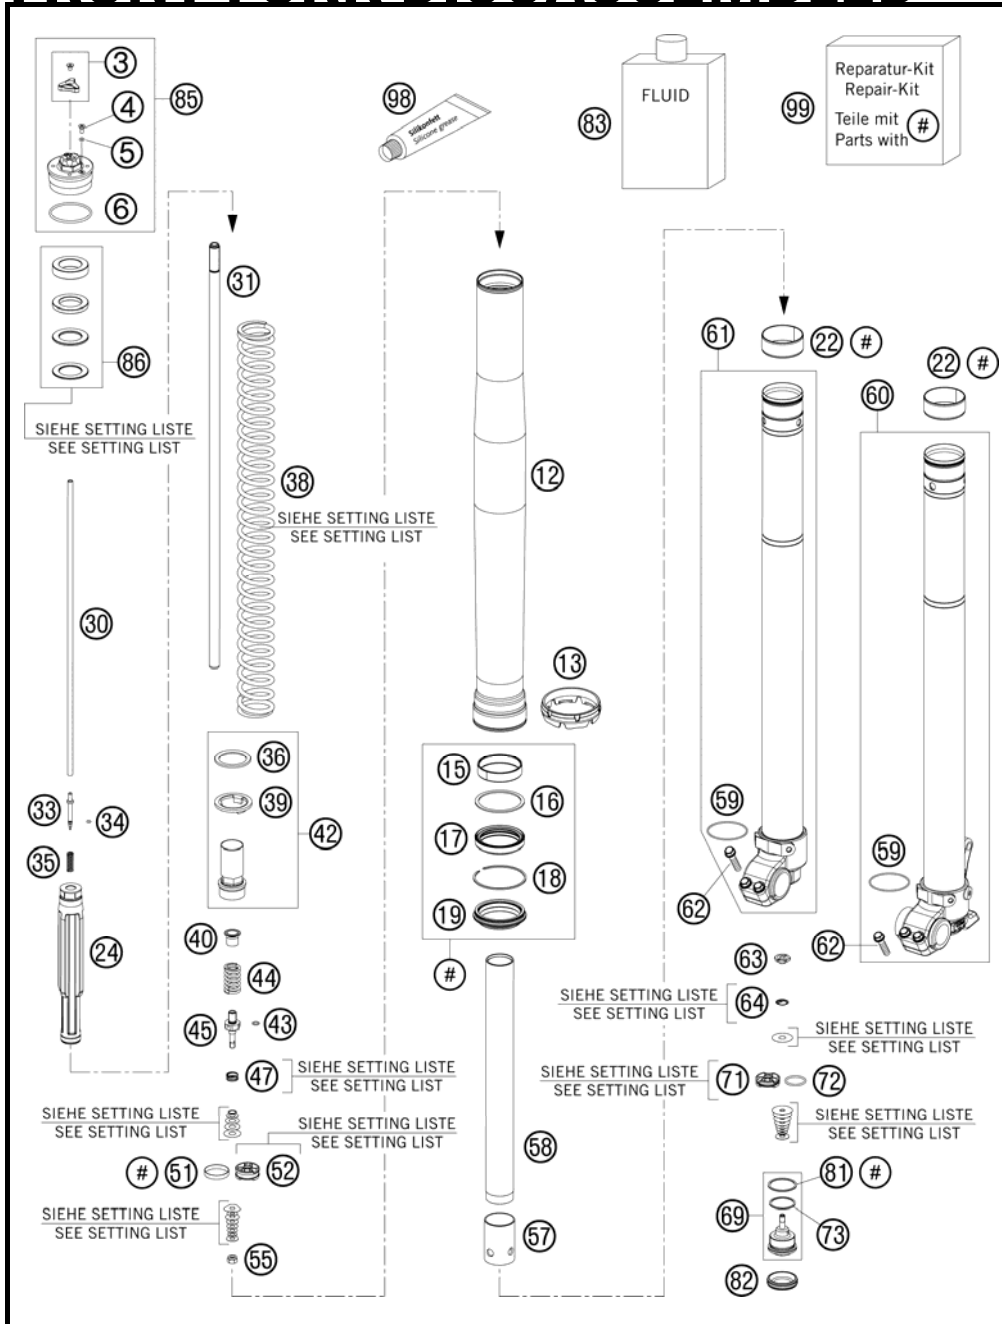 3
85
4
5
6
98
Silikonfett
Silicone grease
FLUID
83
99
Reparatur-Kit
Repair-Kit
Teile mit
Parts with #
31
86
SIEHE SETTING LISTE
SEE SETTING LIST
61
22 #
22 #
60
38
SIEHE SETTING LISTE
SEE SETTING LIST
12
30
13
36
39
42
33
34
35
24
15
16
17
18
19
#
59
62
59
62
40
44
45
43
47
SIEHE SETTING LISTE
SEE SETTING LIST
SIEHE SETTING LISTE
SEE SETTING LIST
SIEHE SETTING LISTE
SEE SETTING LIST
# 51
52
SIEHE SETTING LISTE
SEE SETTING LIST
55
58
57
63
SIEHE SETTING LISTE
SEE SETTING LIST
64
SIEHE SETTING LISTE
SEE SETTING LIST
SIEHE SETTING LISTE
SEE SETTING LIST
71
72
SIEHE SETTING LISTE
SEE SETTING LIST
81 #
69
73
82